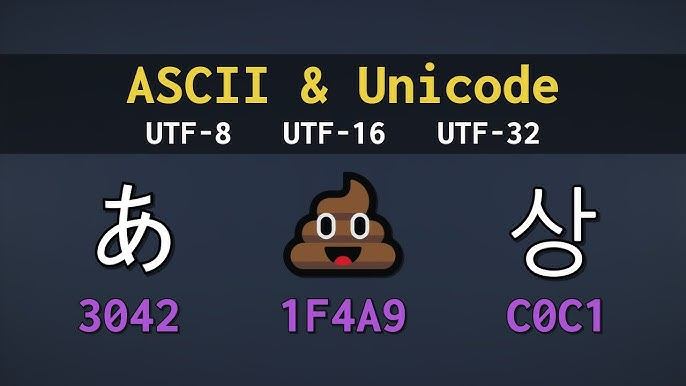 ASCII & Unicode
UTF-8 UTF-16 UTF-32
あ 💩 상
3042 1F4A9 C0C1